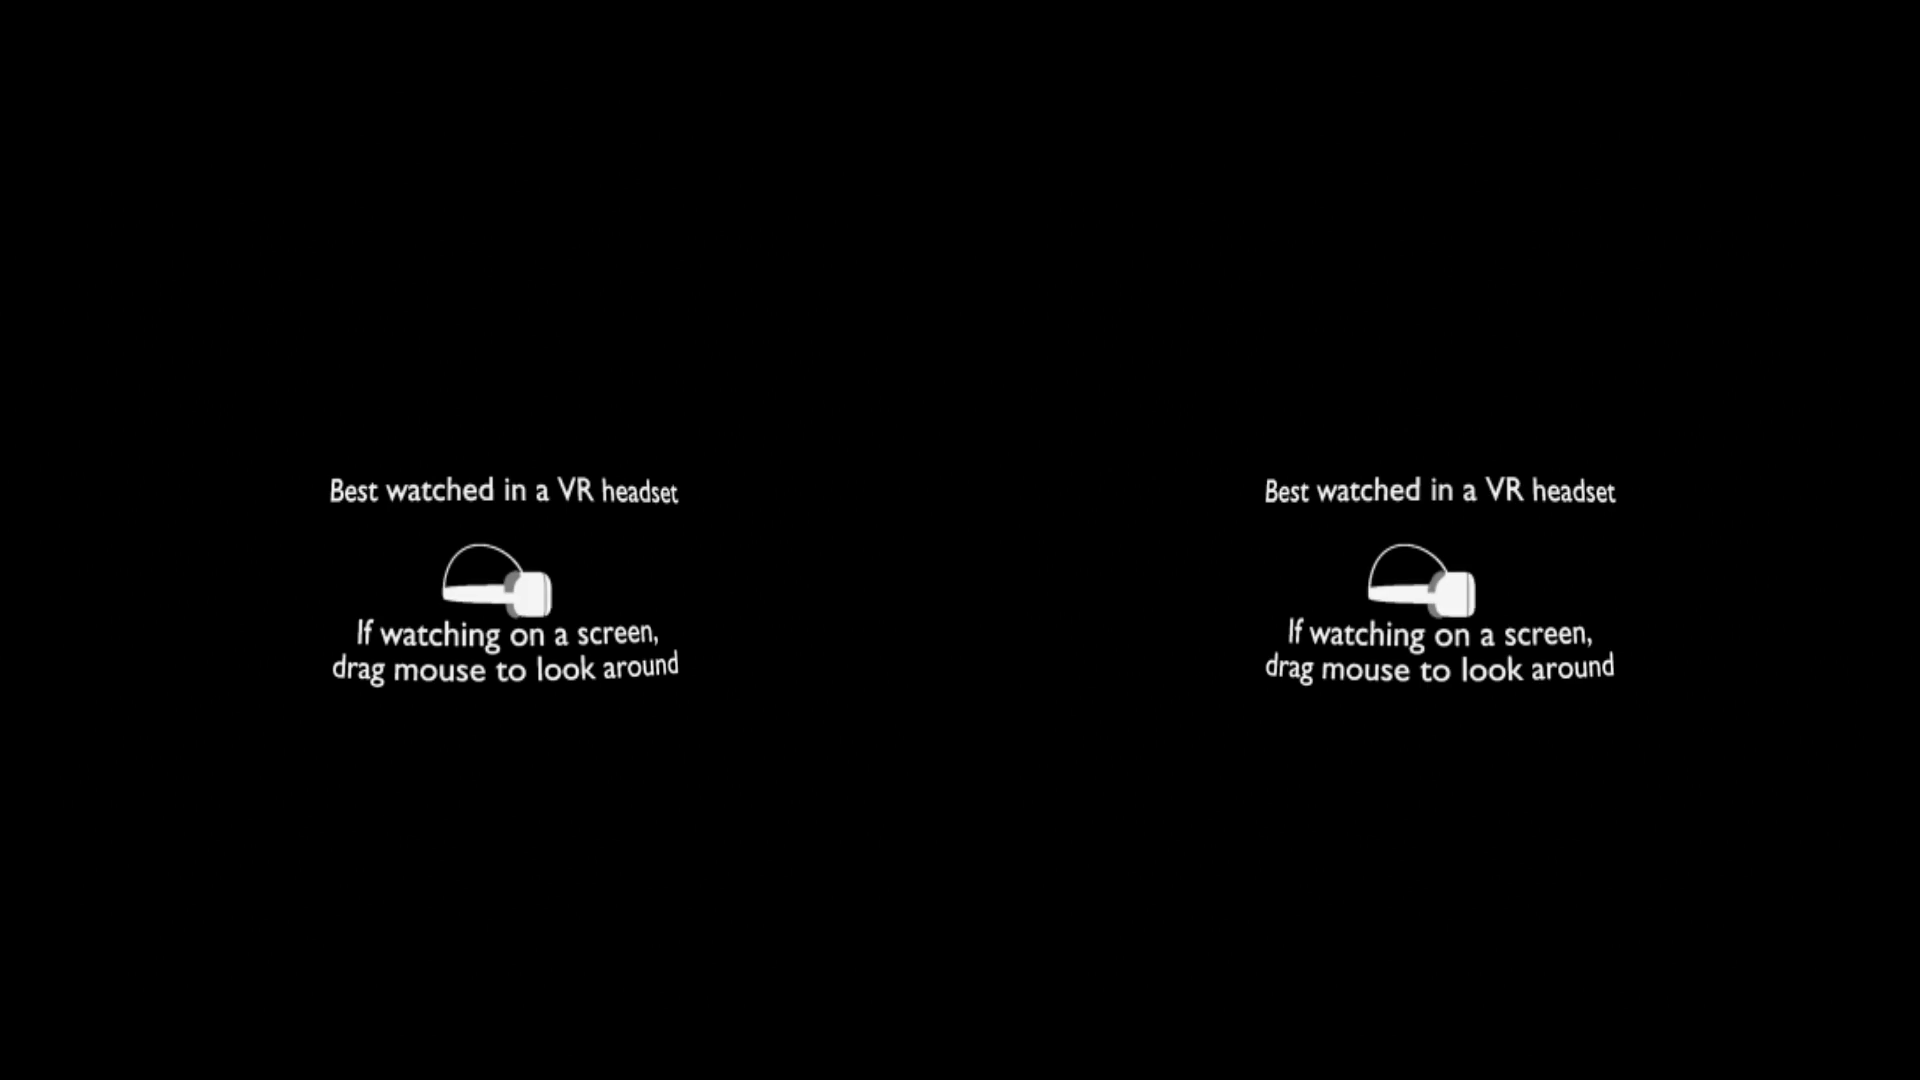 Best watched in a VR headset
If watching on a screen,
drag mouse to look around
Best watched in a VR headset
If watching on a screen,
drag mouse to look around